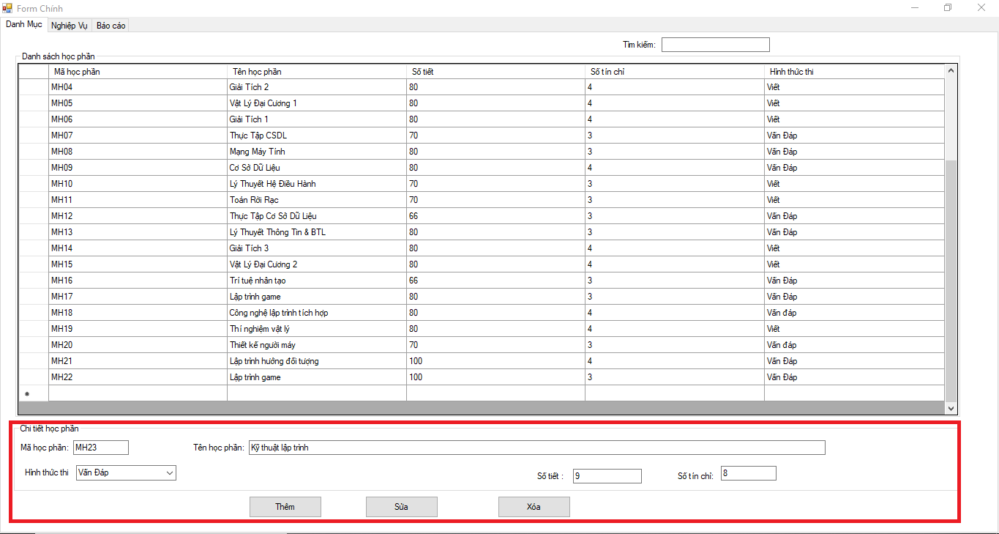 Form Chính
Danh Mục Nghiệp Vụ Báo cáo
Tìm kiếm:
Danh sách học phần
Mã học phần Tên học phần Số tiết Số tín chỉ Hình thức thi
MH04 Giải Tích 2 80 4 Viết
MH05 Vật Lý Đại Cương 1 80 4 Viết
MH06 Giải Tích 1 80 4 Viết
MH07 Thực Tập CSDL 70 3 Vấn Đáp
MH08 Mạng Máy Tính 80 3 Vấn Đáp
MH09 Cơ Sở Dữ Liệu 80 4 Vấn Đáp
MH10 Lý Thuyết Hệ Điều Hành 70 3 Viết
MH11 Toán Rời Rạc 70 3 Viết
MH12 Thực Tập Cơ Sở Dữ Liệu 66 3 Vấn Đáp
MH13 Lý Thuyết Thông Tin & BTL 80 3 Vấn Đáp
MH14 Giải Tích 3 80 4 Viết
MH15 Vật Lý Đại Cương 2 80 4 Viết
MH16 Trí tuệ nhân tạo 66 3 Vấn Đáp
MH17 Lập trình game 80 3 Vấn Đáp
MH18 Công nghệ lập trình tích hợp 80 4 Vấn đáp
MH19 Thí nghiệm vật lý 80 4 Viết
MH20 Thiết kế người máy 70 3 Vấn đáp
MH21 Lập trình hướng đối tượng 100 4 Vấn Đáp
MH22 Lập trình game 100 3 Vấn Đáp
Chi tiết học phần
Mã học phần: MH23 Tên học phần: Kỹ thuật lập trình
Hình thức thi Vấn Đáp Số tiết : 9 Số tín chỉ: 8
Thêm Sửa Xóa